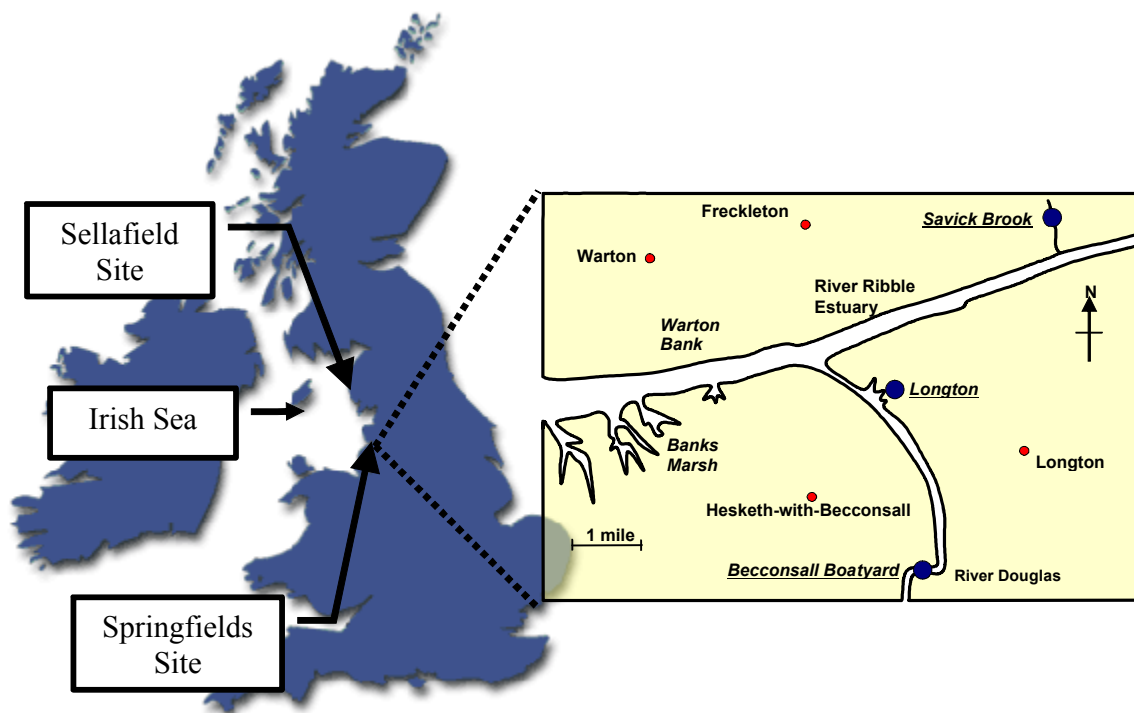 Sellafield
Site
Irish Sea
Springfields
Site
Freckleton
Savick Brook
Warton
River Ribble
Estuary
N
Warton
Bank
Longton
Banks
Marsh
Longton
Hesketh-with-Becconsall
1 mile
Becconsall Boatyard
River Douglas